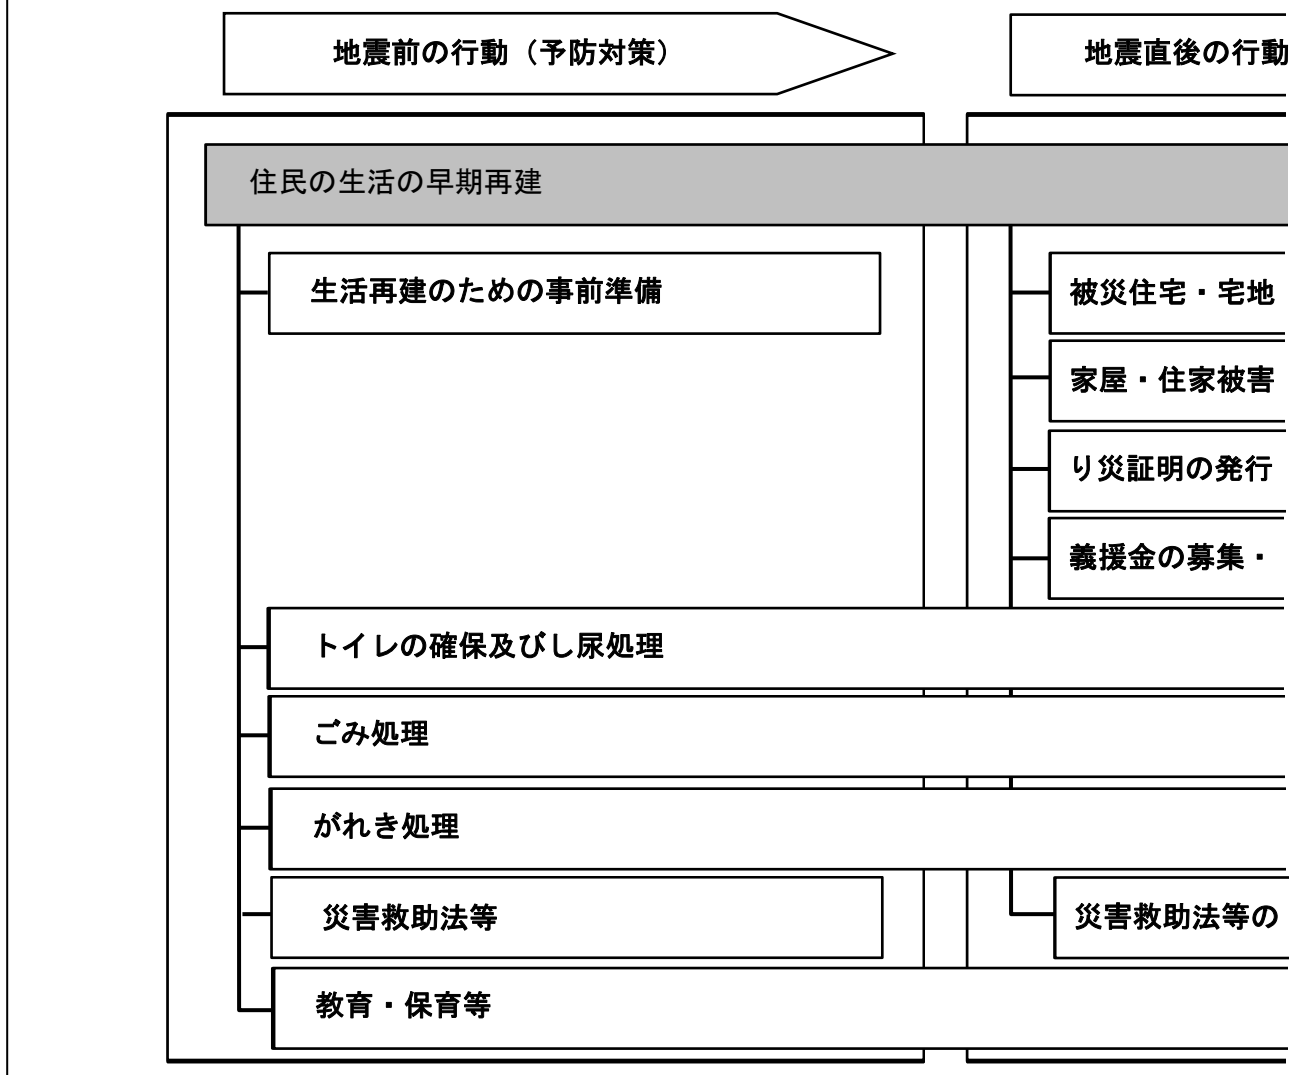 地震前の行動（予防対策）
地震直後の行動
住民の生活の早期再建
生活再建のための事前準備
被災住宅・宅地
家屋・住家被害
り災証明の発行
義援金の募集・
トイレの確保及びし尿処理
ごみ処理
がれき処理
災害救助法等
災害救助法等の
教育・保育等